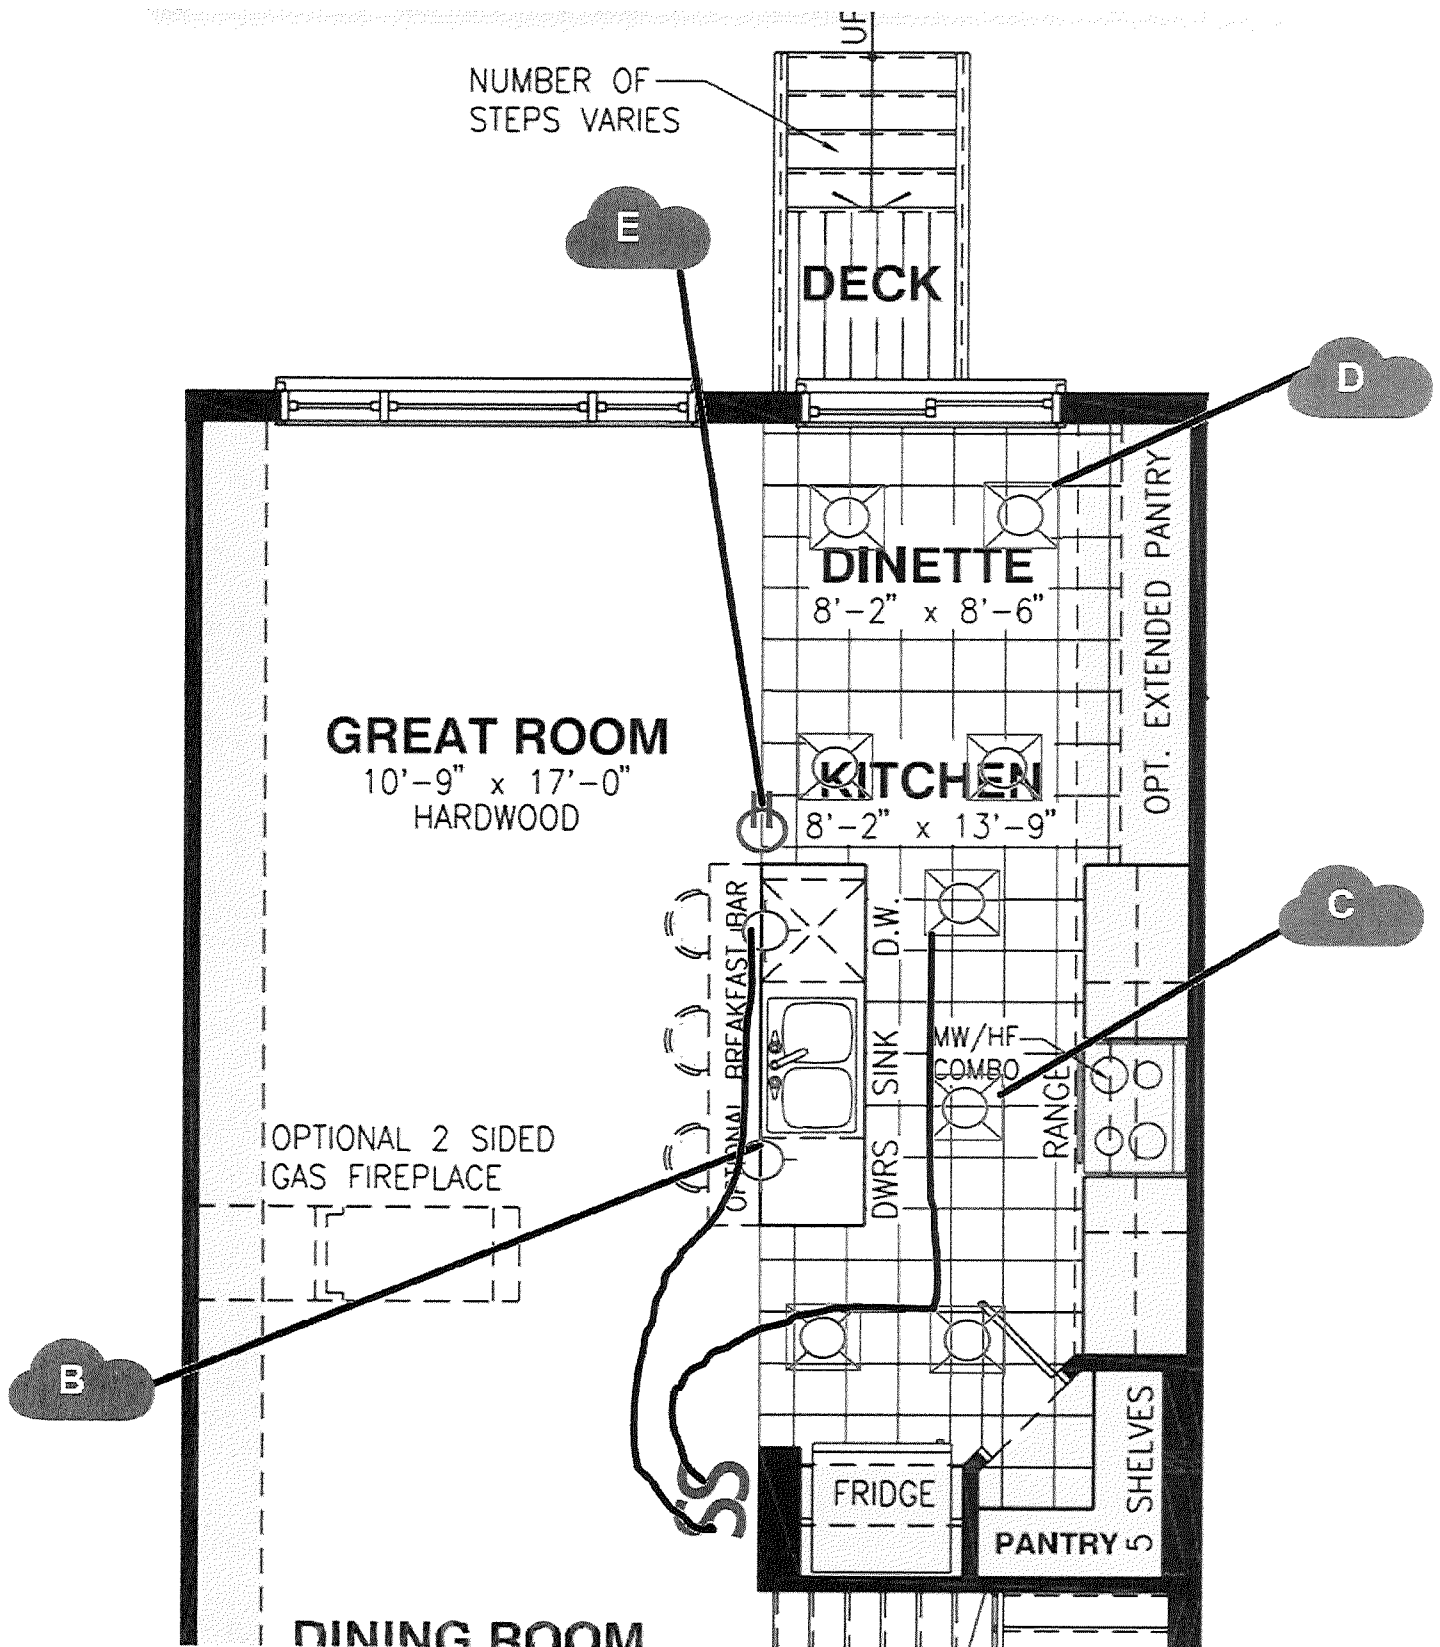 UP
NUMBER OF
STEPS VARIES
E
DECK
D
OPT. EXTENDED PANTRY
DINETTE
8'-2" x 8'-6"
GREAT ROOM
10'-9" x 17'-0"
HARDWOOD
KITCHEN
8'-2" x 13'-9"
C
OPTIONAL BREAKFAST BAR
D.W.
SINK
DWRS
MW/HF
COMBO
RANGE
OPTIONAL 2 SIDED
GAS FIREPLACE
B
SS
FRIDGE
5 SHELVES
PANTRY
DINING ROOM